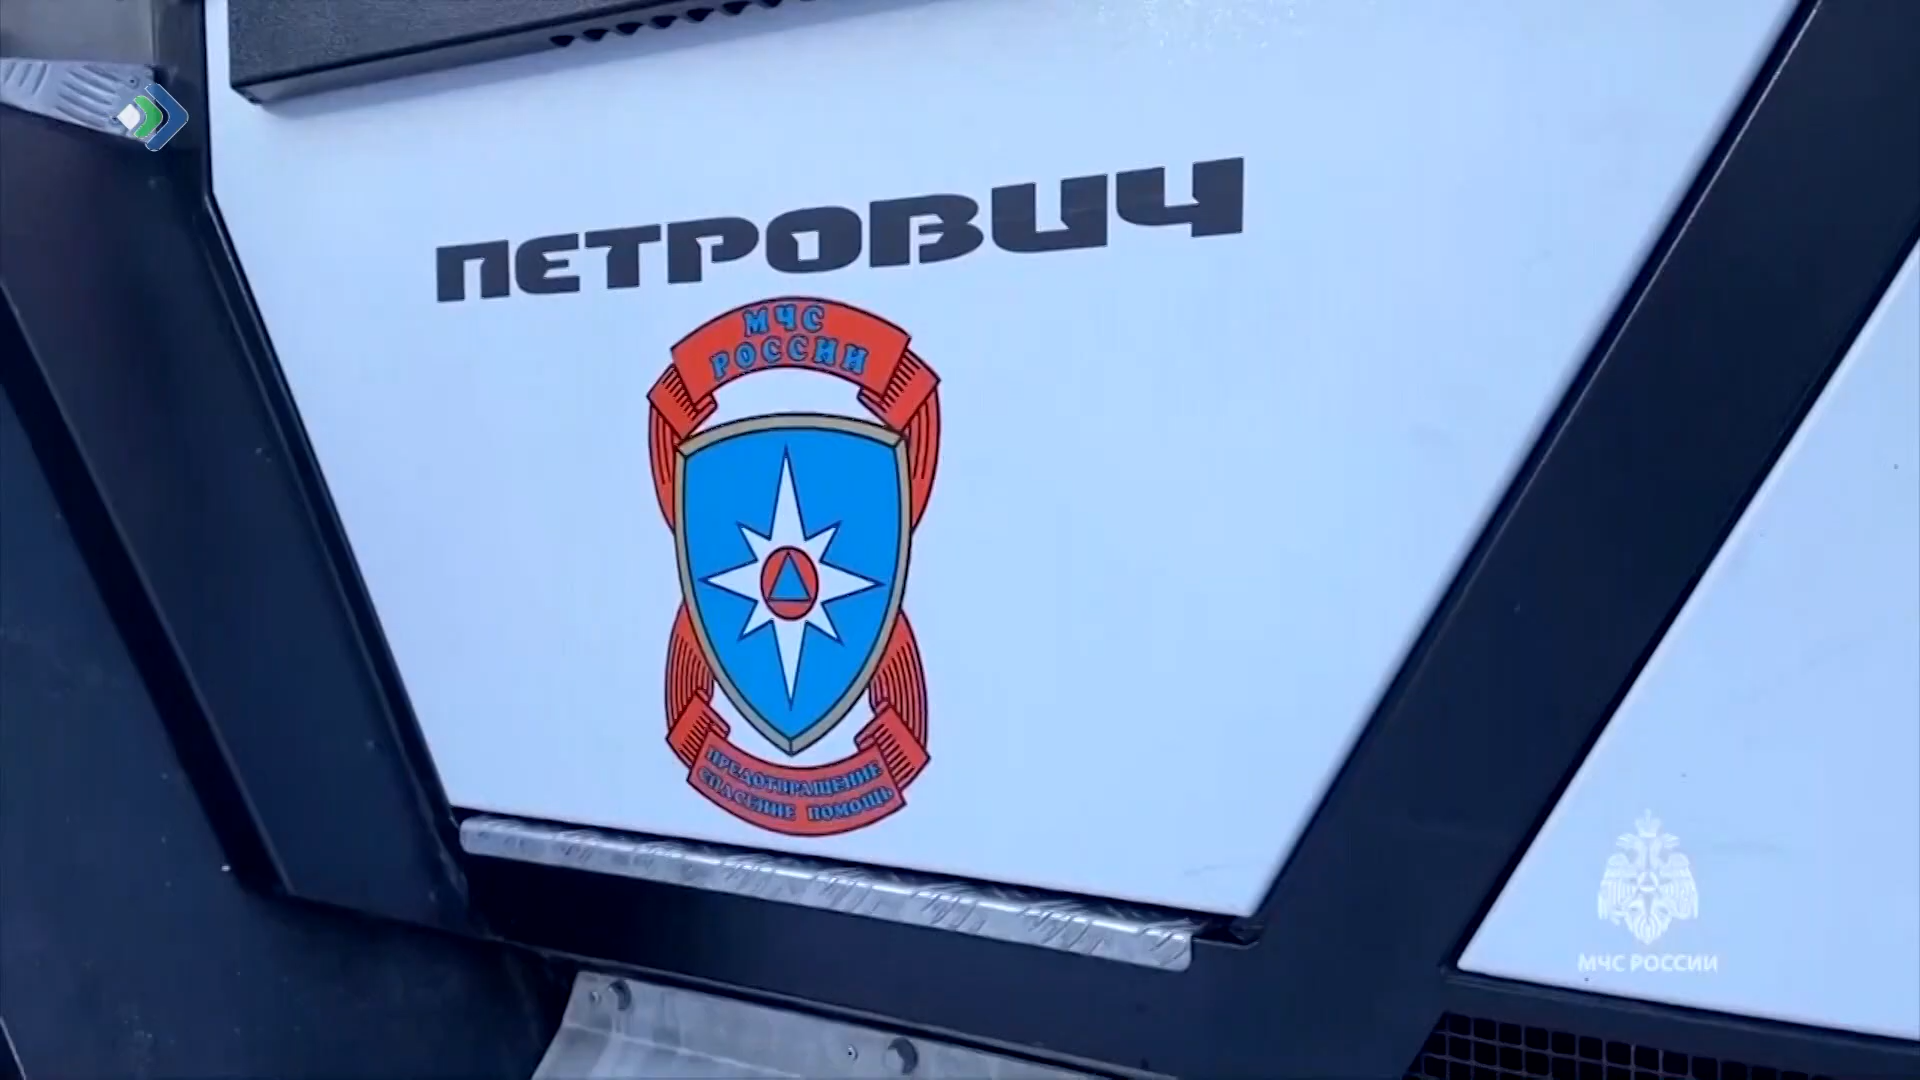 ПЕТРОВИЧ
МЧС
РОССИИ
ПРЕДОТВРАЩЕНИЕ
СПАСЕНИЕ ПОМОЩЬ
МЧС РОССИИ